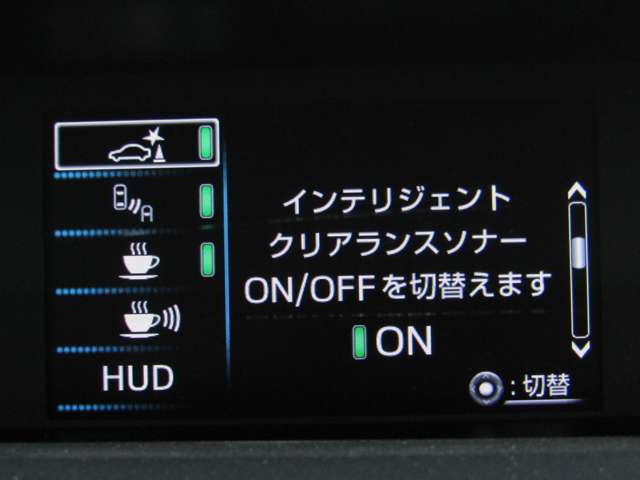 インテリジェント
クリアランスソナー
ON/OFFを切替えます
ON
HUD
:切替